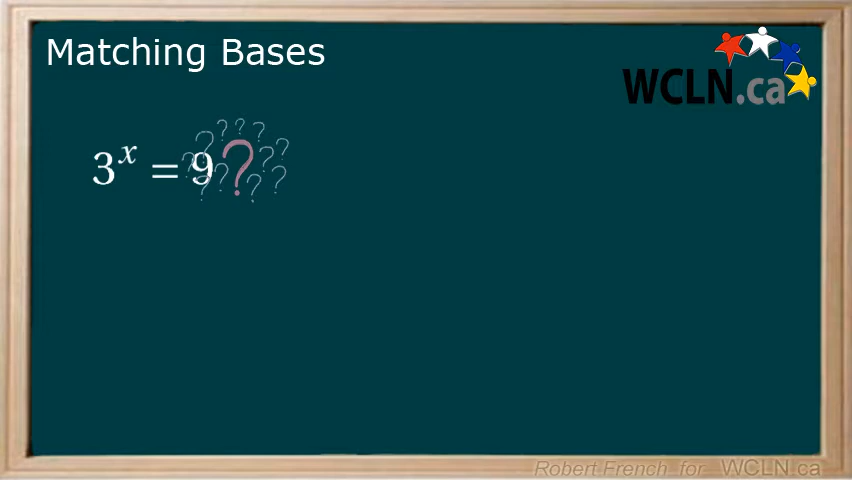 Matching Bases
WCLN.ca
3^x = 9 ?
? ? ? ? ? ? ? ? ? ? ? ?
Robert French for WCLN.ca